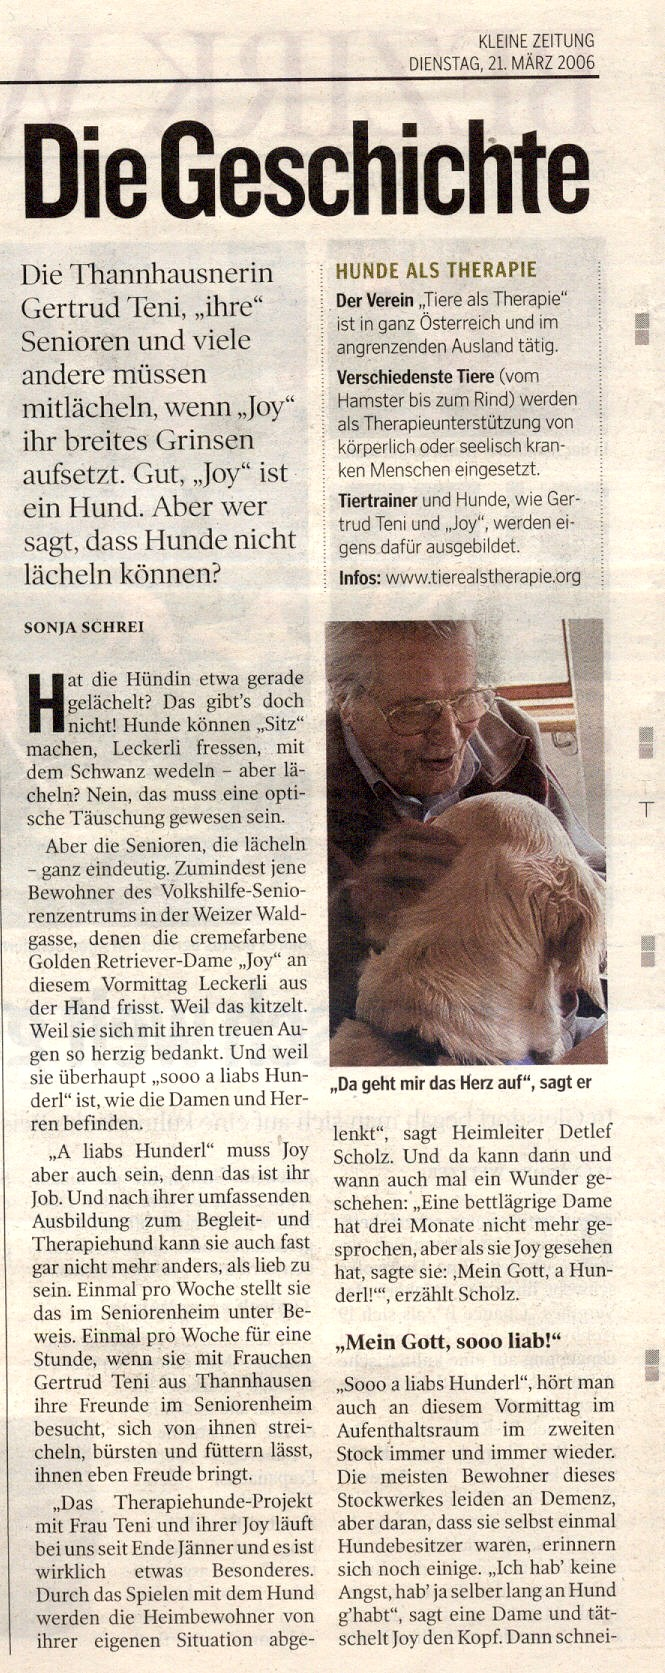 KLEINE ZEITUNG
DIENSTAG, 21. MÄRZ 2006
Die Geschichte
Die Thannhausnerin
Gertrud Teni, „ihre“
Senioren und viele
andere müssen
mitlächeln, wenn „Joy“
ihr breites Grinsen
aufsetzt. Gut, „Joy“ ist
ein Hund. Aber wer
sagt, dass Hunde nicht
lächeln können?
SONJA SCHREI
HUNDE ALS THERAPIE
Der Verein „Tiere als Therapie“
ist in ganz Österreich und im
angrenzenden Ausland tätig.
Verschiedenste Tiere (vom
Hamster bis zum Rind) werden
als Therapieunterstützung von
körperlich oder seelisch kran-
ken Menschen eingesetzt.
Tiertrainer und Hunde, wie Ger-
trud Teni und „Joy“, werden ei-
gens dafür ausgebildet.
Infos: www.tierealstherapie.org
Hat die Hündin etwa gerade
gelächelt? Das gibt's doch
nicht! Hunde können „Sitz“
machen, Leckerli fressen, mit
dem Schwanz wedeln – aber lä-
cheln? Nein, das muss eine opti-
sche Täuschung gewesen sein.
Aber die Senioren, die lächeln
– ganz eindeutig. Zumindest jene
Bewohner des Volkshilfe-Senio-
renzentrums in der Weizer Wald-
gasse, denen die cremefarbene
Golden Retriever-Dame „Joy“ an
diesem Vormittag Leckerli aus
der Hand frisst. Weil das kitzelt.
Weil sie sich mit ihren treuen Au-
gen so herzig bedankt. Und weil
sie überhaupt „sooo a liabs Hun-
derl“ ist, wie die Damen und Her-
ren befinden.
„A liabs Hunderl“ muss Joy
aber auch sein, denn das ist ihr
Job. Und nach ihrer umfassenden
Ausbildung zum Begleit- und
Therapiehund kann sie auch fast
gar nicht mehr anders, als lieb zu
sein. Einmal pro Woche stellt sie
das im Seniorenheim unter Be-
weis. Einmal pro Woche für eine
Stunde, wenn sie mit Frauchen
Gertrud Teni aus Thannhausen
ihre Freunde im Seniorenheim
besucht, sich von ihnen strei-
cheln, bürsten und füttern lässt,
ihnen eben Freude bringt.
„Das Therapiehunde-Projekt
mit Frau Teni und ihrer Joy läuft
bei uns seit Ende Jänner und es ist
wirklich etwas Besonderes.
Durch das Spielen mit dem Hund
werden die Heimbewohner von
ihrer eigenen Situation abge-
„Da geht mir das Herz auf“, sagt er
lenkt“, sagt Heimleiter Detlef
Scholz. Und da kann dann und
wann auch mal ein Wunder ge-
schehen: „Eine bettlägrige Dame
hat drei Monate nicht mehr ge-
sprochen, aber als sie Joy gesehen
hat, sagte sie: ‚Mein Gott, a Hun-
derl!‘“, erzählt Scholz.
„Mein Gott, sooo liab!“
„Sooo a liabs Hunderl“, hört man
auch an diesem Vormittag im
Aufenthaltsraum im zweiten
Stock immer und immer wieder.
Die meisten Bewohner dieses
Stockwerkes leiden an Demenz,
aber daran, dass sie selbst einmal
Hundebesitzer waren, erinnern
sich noch einige. „Ich hab' keine
Angst, hab' ja selber lang an Hund
g'habt“, sagt eine Dame und tät-
schelt Joy den Kopf. Dann schnei-